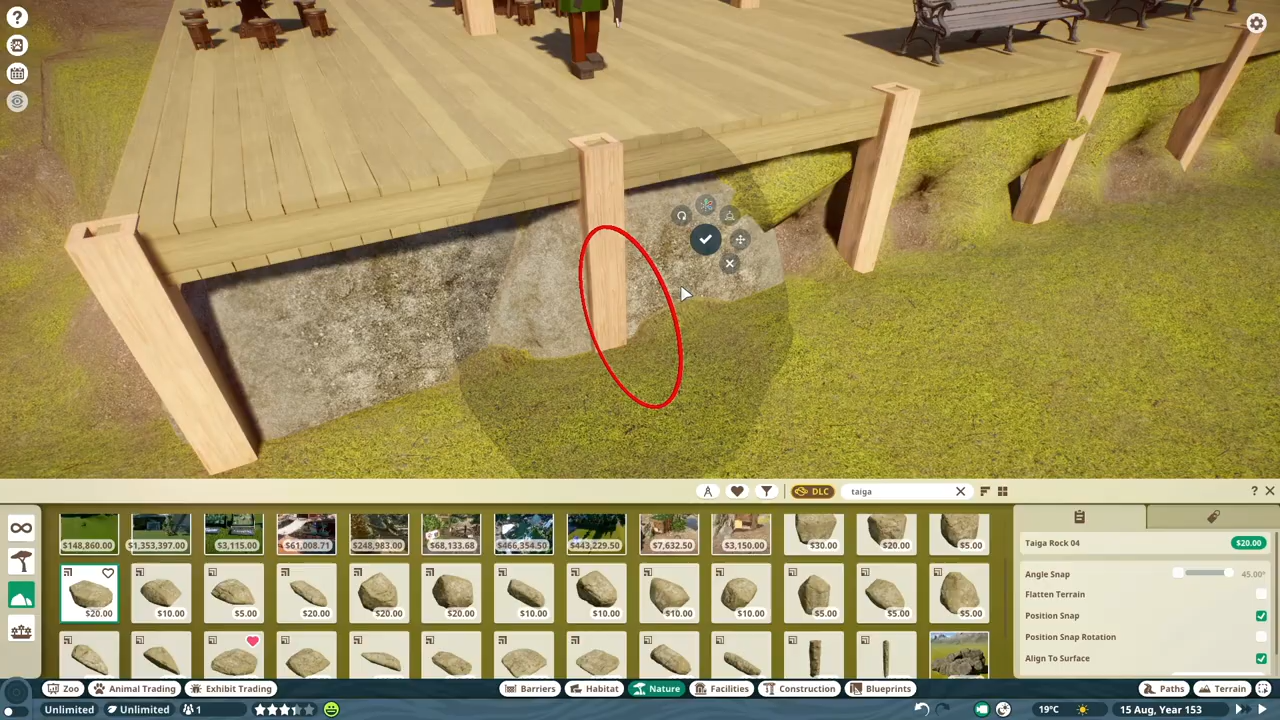 DLC
taiga
?
$148,860.00 $1,353,397.00 $3,115.00 $61,008.71 $248,983.00 $68,133.68 $466,354.50 $443,229.50 $7,632.50 $3,150.00 $30.00 $20.00 $5.00
$20.00 $10.00 $5.00 $20.00 $20.00 $20.00 $10.00 $10.00 $10.00 $10.00 $5.00 $5.00 $5.00
Taiga Rock 04 $20.00
Angle Snap 45.00°
Flatten Terrain
Position Snap
Position Snap Rotation
Align To Surface
Zoo Animal Trading Exhibit Trading Barriers Habitat Nature Facilities Construction Blueprints Paths Terrain
Unlimited Unlimited 1 19°C 15 Aug, Year 153